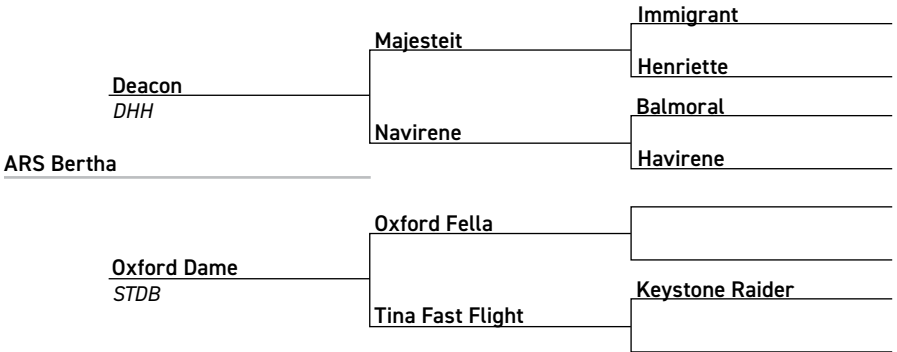 Immigrant
Majesteit
Henriette
Deacon
DHH
Balmoral
Navirene
Havirene
ARS Bertha
Oxford Fella
Oxford Dame
STDB
Keystone Raider
Tina Fast Flight